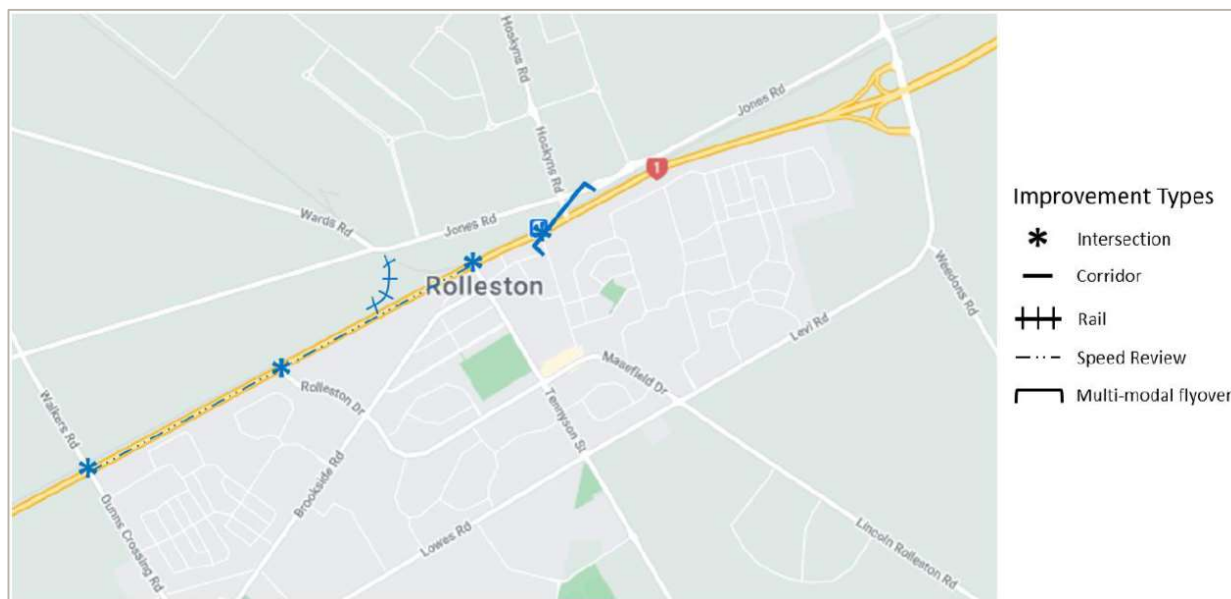 Hoskyns Rd
Jones Rd
1
Hoskyns Rd
Wards Rd
Jones Rd
Rolleston
Weedons Rd
Levi Rd
Masefield Dr
Rolleston Dr
Walkers Rd
Tennyson St
Brookside Rd
Dunns Crossing Rd
Lowes Rd
Lincoln Rolleston Rd
Improvement Types
Intersection
Corridor
Rail
Speed Review
Multi-modal flyover